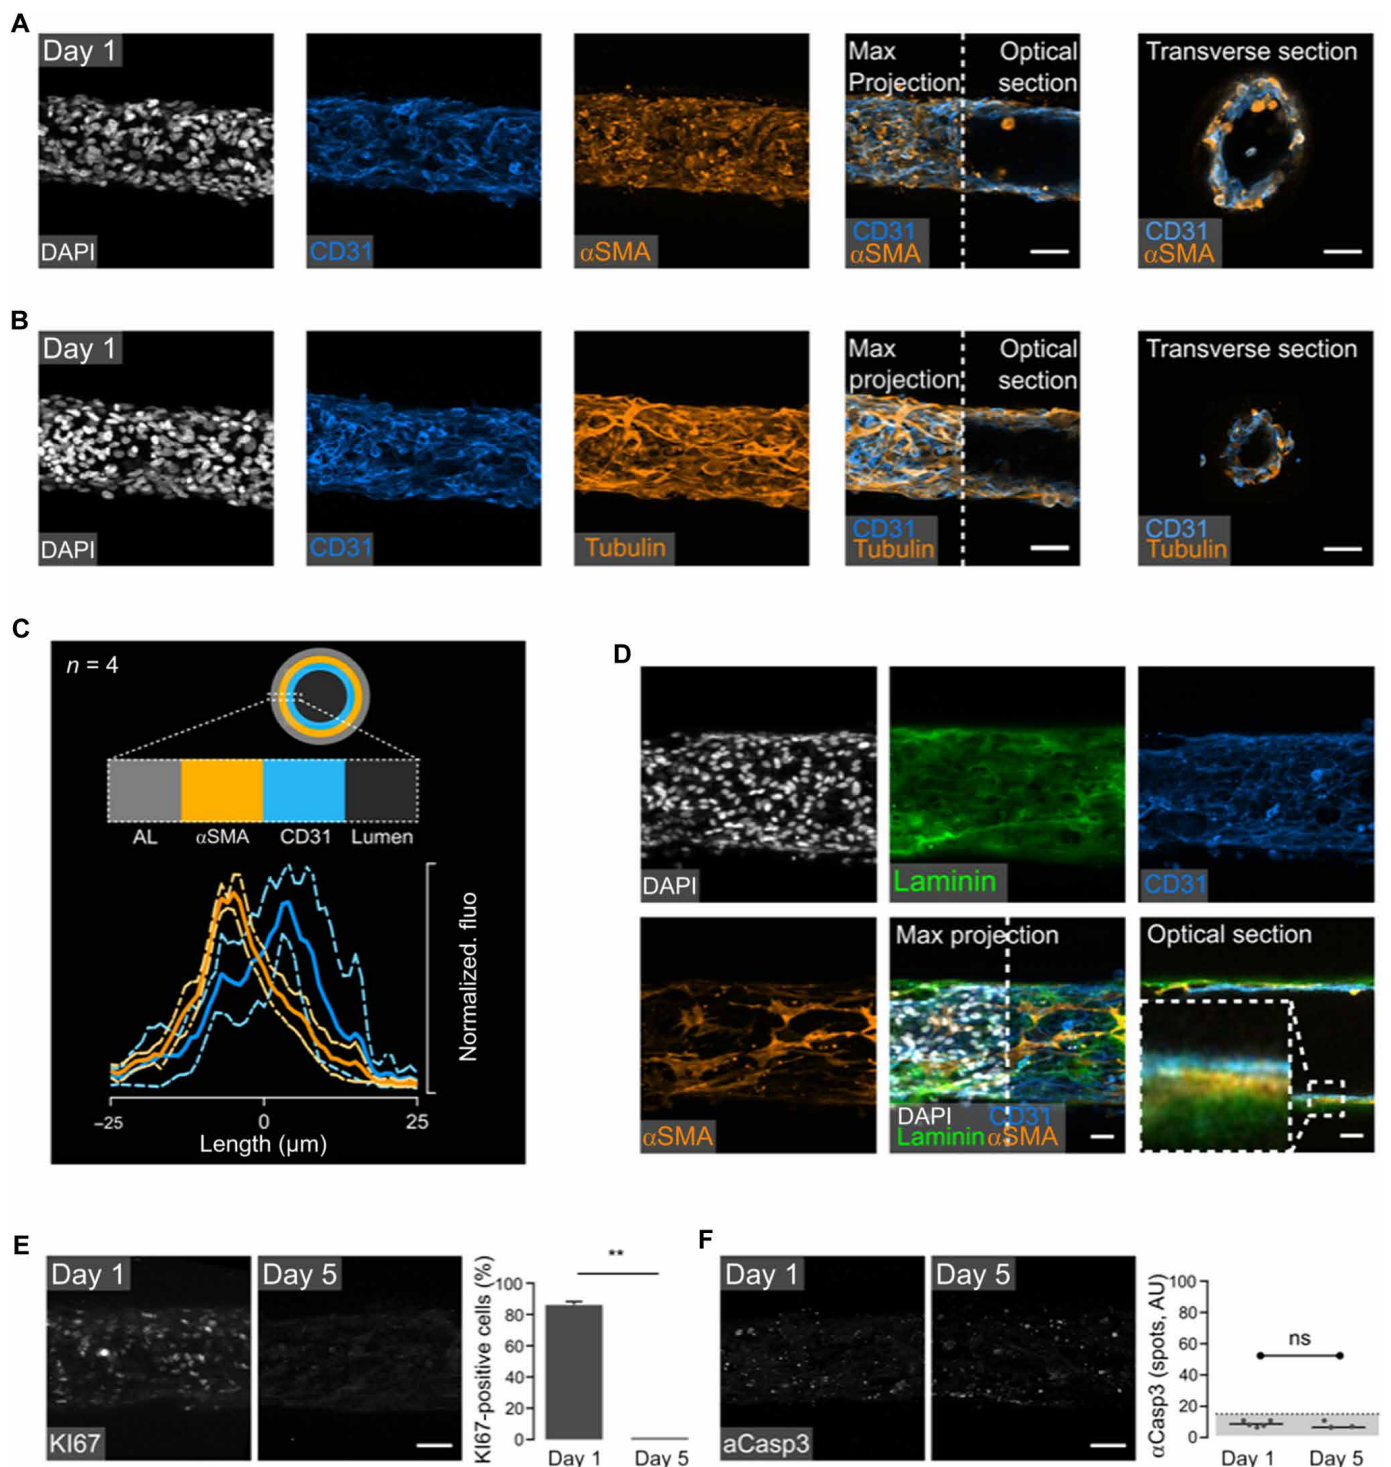 A
Day 1
DAPI
CD31
αSMA
Max
Projection
Optical
section
CD31
αSMA
Transverse section
CD31
αSMA
B
Day 1
DAPI
CD31
Tubulin
Max
projection
Optical
section
CD31
Tubulin
Transverse section
CD31
Tubulin
C
n = 4
AL
αSMA
CD31
Lumen
Normalized. fluo
−25
0
25
Length (µm)
D
DAPI
Laminin
CD31
αSMA
Max projection
DAPI CD31
Laminin αSMA
Optical section
E
Day 1
KI67
Day 5
KI67-positive cells (%)
100
80
60
40
20
0
**
Day 1
Day 5
F
Day 1
aCasp3
Day 5
αCasp3 (spots, AU)
100
80
60
40
20
0
ns
Day 1
Day 5